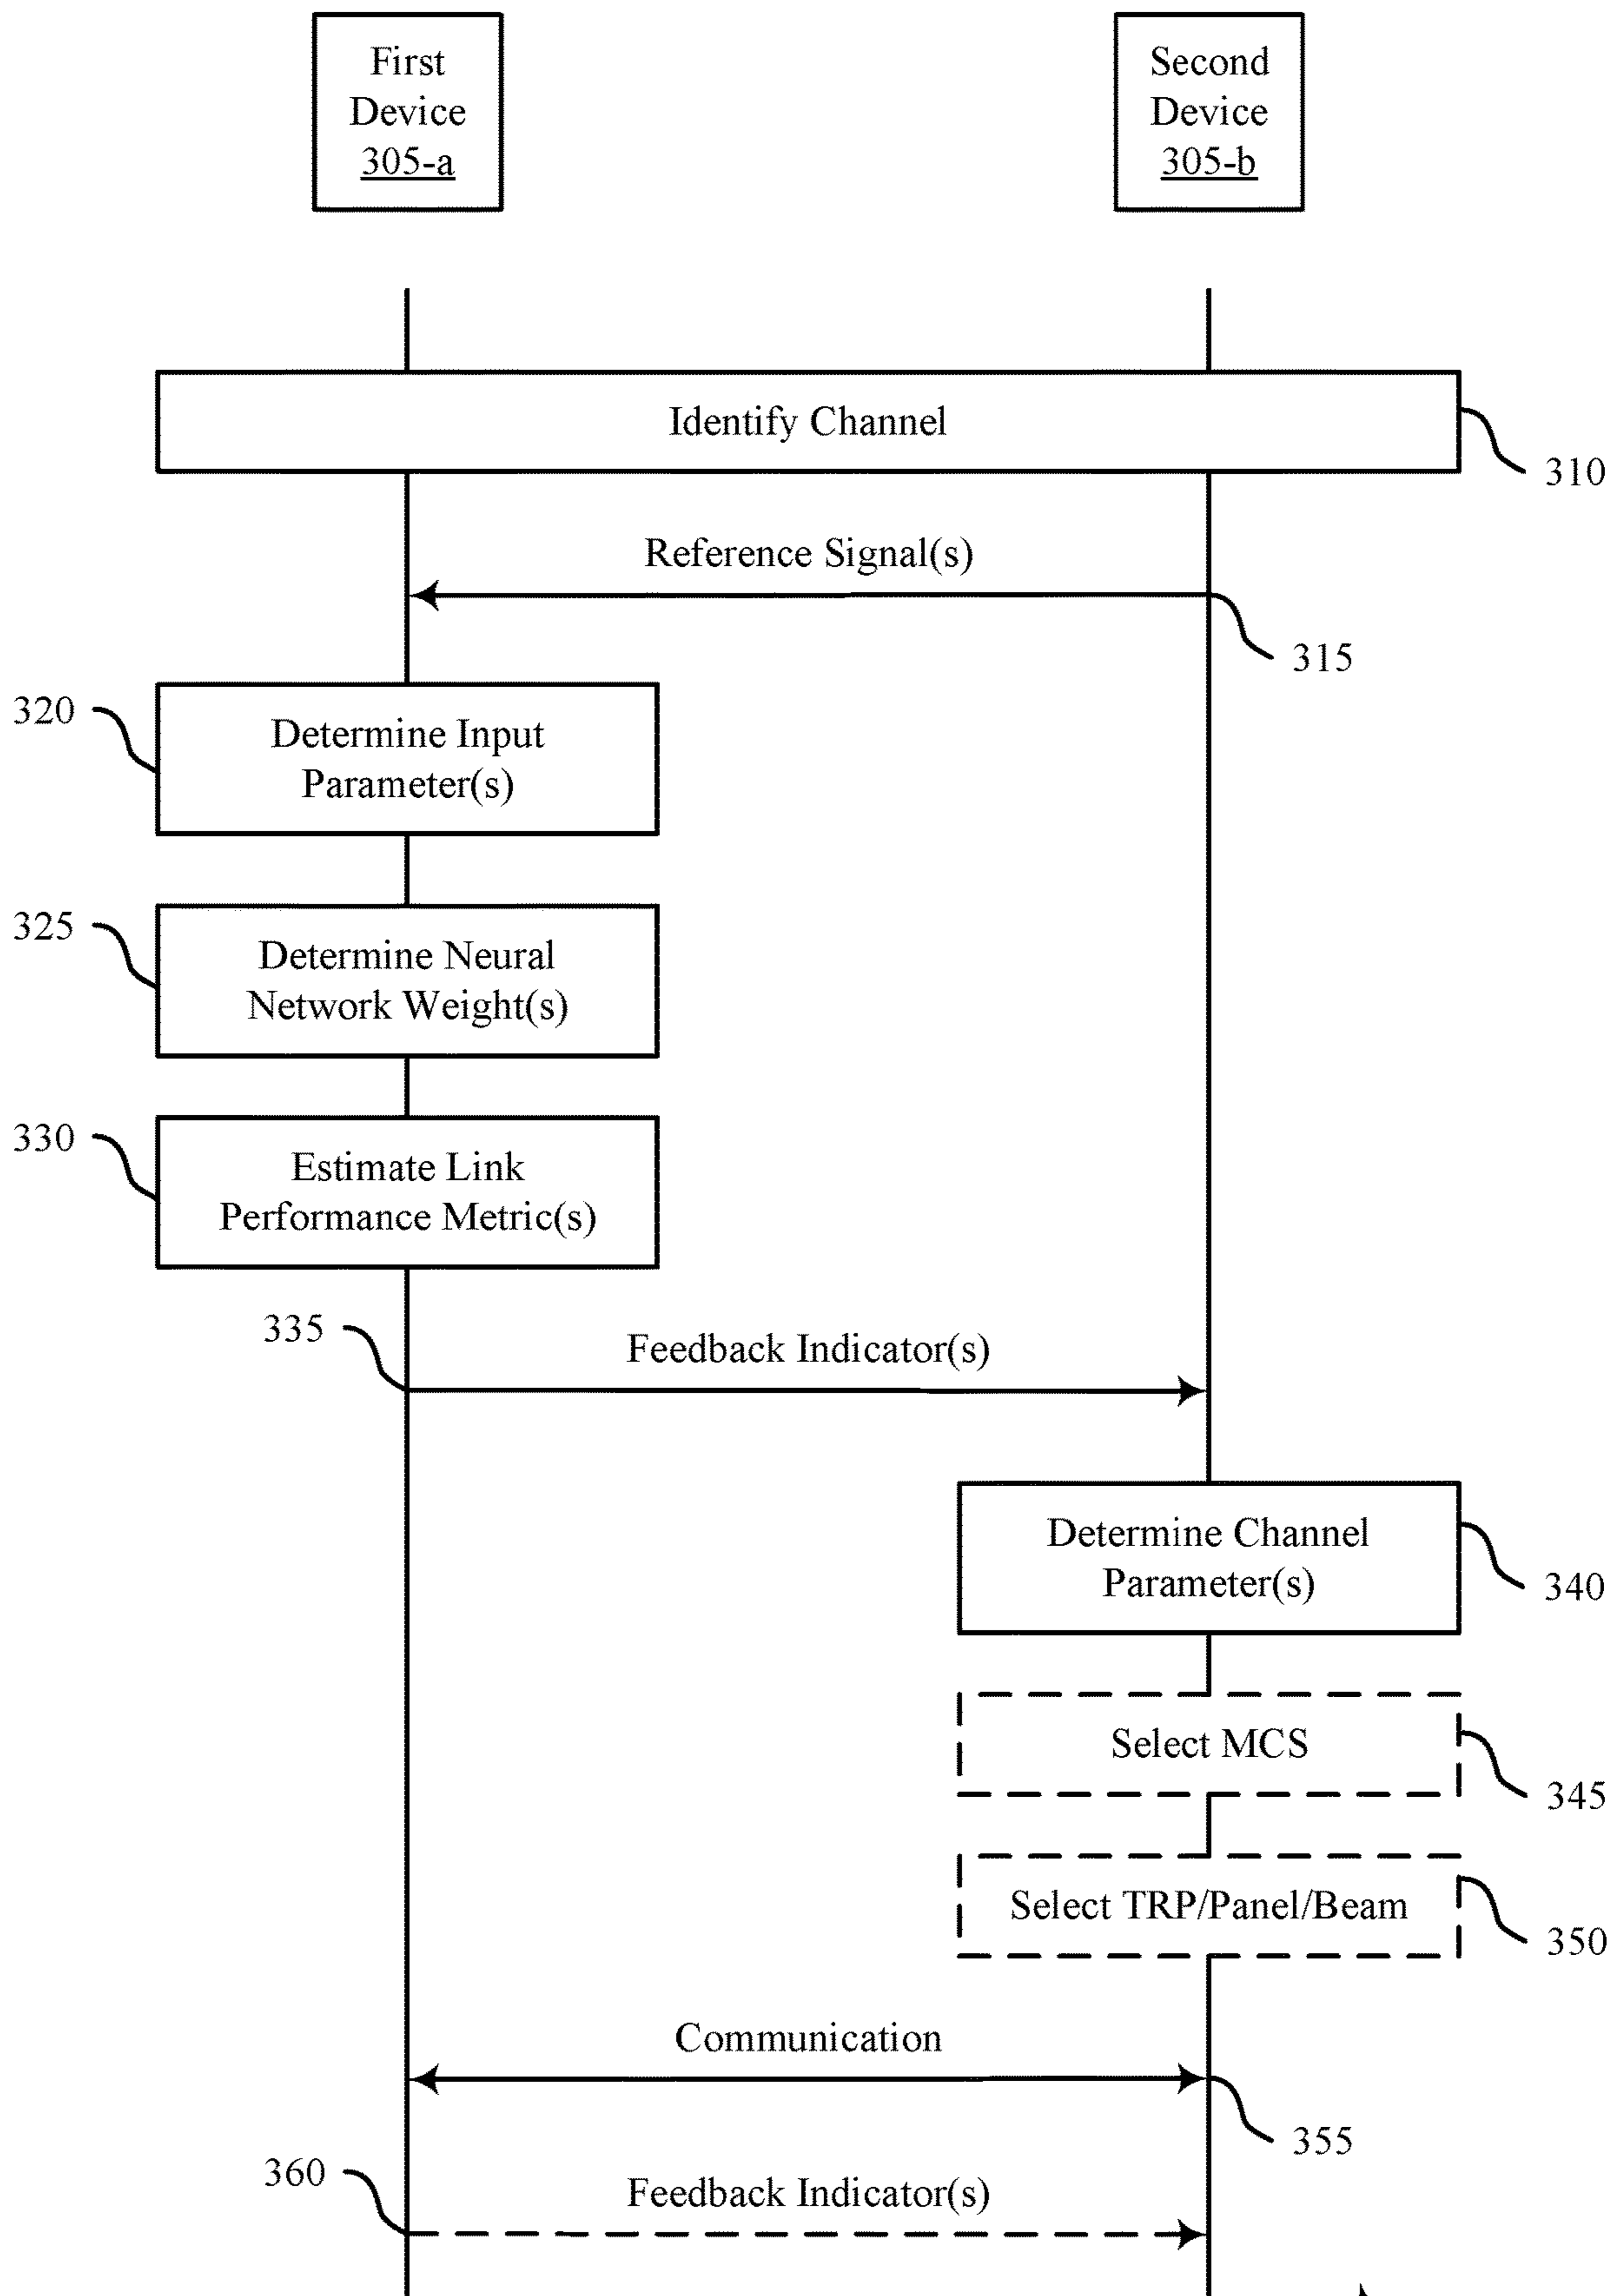 First
Device
305-a
Second
Device
305-b
Identify Channel
310
Reference Signal(s)
315
320
Determine Input
Parameter(s)
325
Determine Neural
Network Weight(s)
330
Estimate Link
Performance Metric(s)
335
Feedback Indicator(s)
Determine Channel
Parameter(s)
340
Select MCS
345
Select TRP/Panel/Beam
350
Communication
355
360
Feedback Indicator(s)